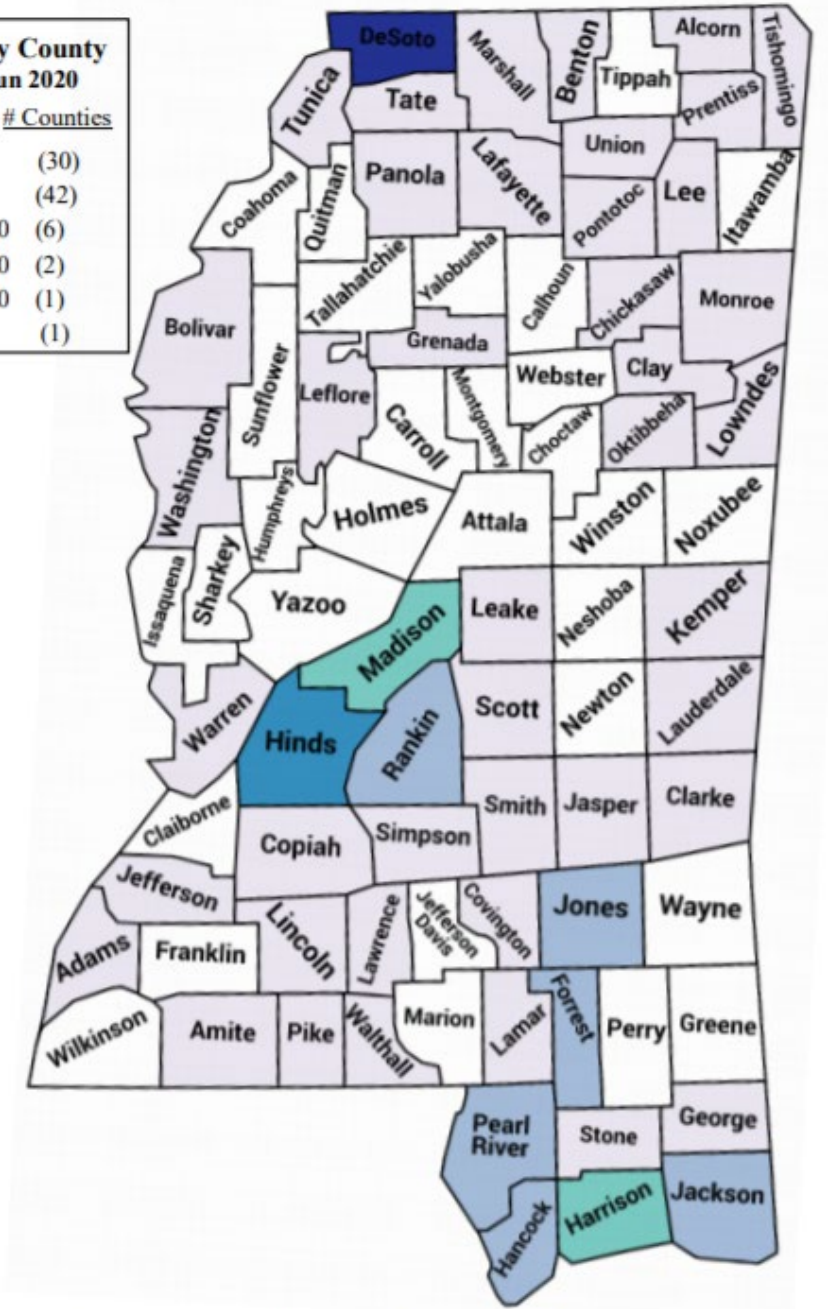 y County
un 2020
# Counties
(30)
(42)
0 (6)
0 (2)
0 (1)
(1)
DeSoto
Marshall
Benton
Tippah
Alcorn
Tishomingo
Prentiss
Tunica
Tate
Union
Panola
Lafayette
Pontotoc
Lee
Itawamba
Coahoma
Quitman
Tallahatchie
Yalobusha
Calhoun
Chickasaw
Monroe
Bolivar
Sunflower
Grenada
Leflore
Webster
Clay
Lowndes
Washington
Carroll
Montgomery
Choctaw
Oktibbeha
Humphreys
Holmes
Attala
Winston
Noxubee
Issaquena
Sharkey
Yazoo
Madison
Leake
Neshoba
Kemper
Warren
Hinds
Rankin
Scott
Newton
Lauderdale
Claiborne
Copiah
Simpson
Smith
Jasper
Clarke
Jefferson
Lincoln
Lawrence
Jefferson
Davis
Covington
Jones
Wayne
Adams
Franklin
Wilkinson
Amite
Pike
Walthall
Marion
Lamar
Forrest
Perry
Greene
Pearl
River
Stone
George
Hancock
Harrison
Jackson